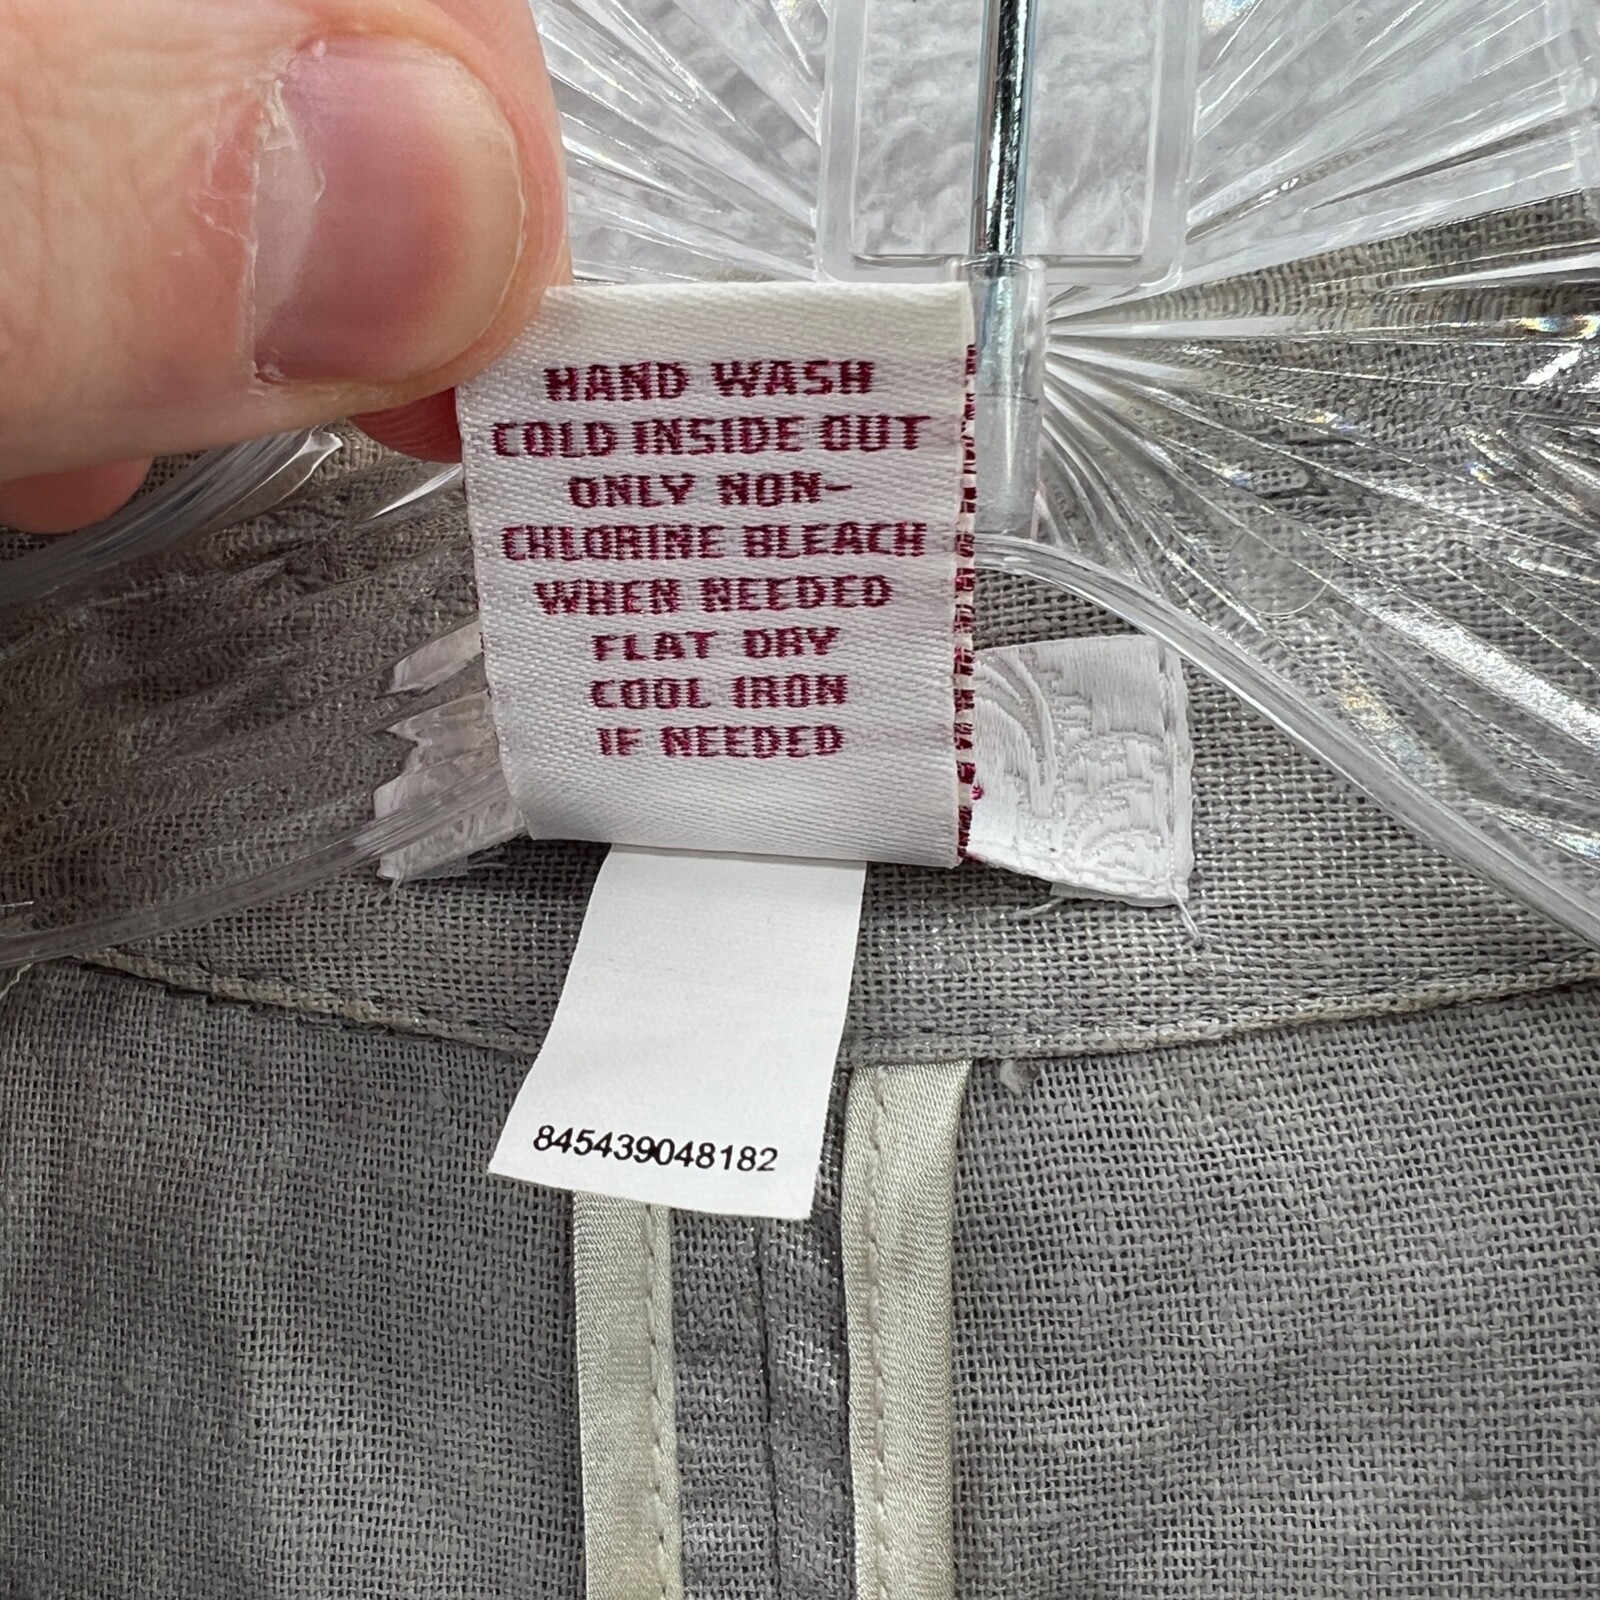 HAND WASH
COLD INSIDE OUT
ONLY NON-
CHLORINE BLEACH
WHEN NEEDED
FLAT DRY
COOL IRON
IF NEEDED
845439048182